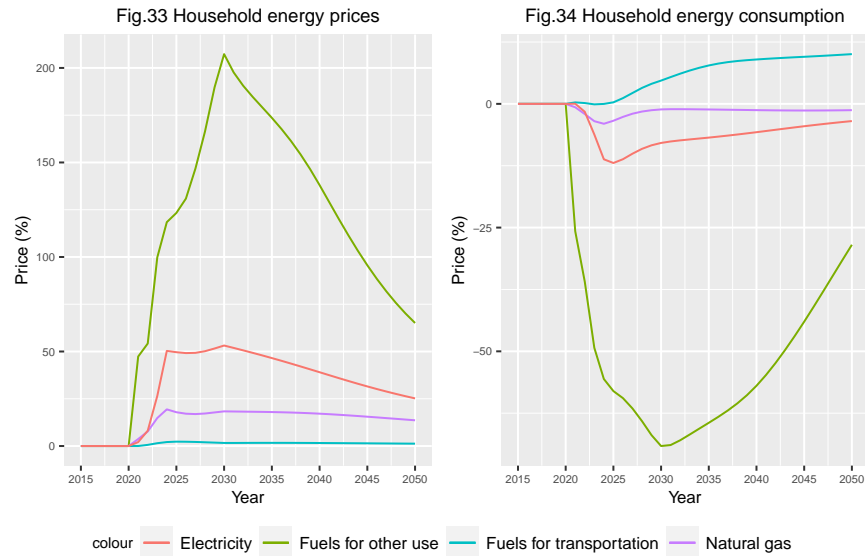 Fig.33 Household energy prices
Price (%)
200
150
100
50
0
2015 2020 2025 2030 2035 2040 2045 2050
Year
Fig.34 Household energy consumption
Price (%)
0
−25
−50
2015 2020 2025 2030 2035 2040 2045 2050
Year
colour Electricity Fuels for other use Fuels for transportation Natural gas